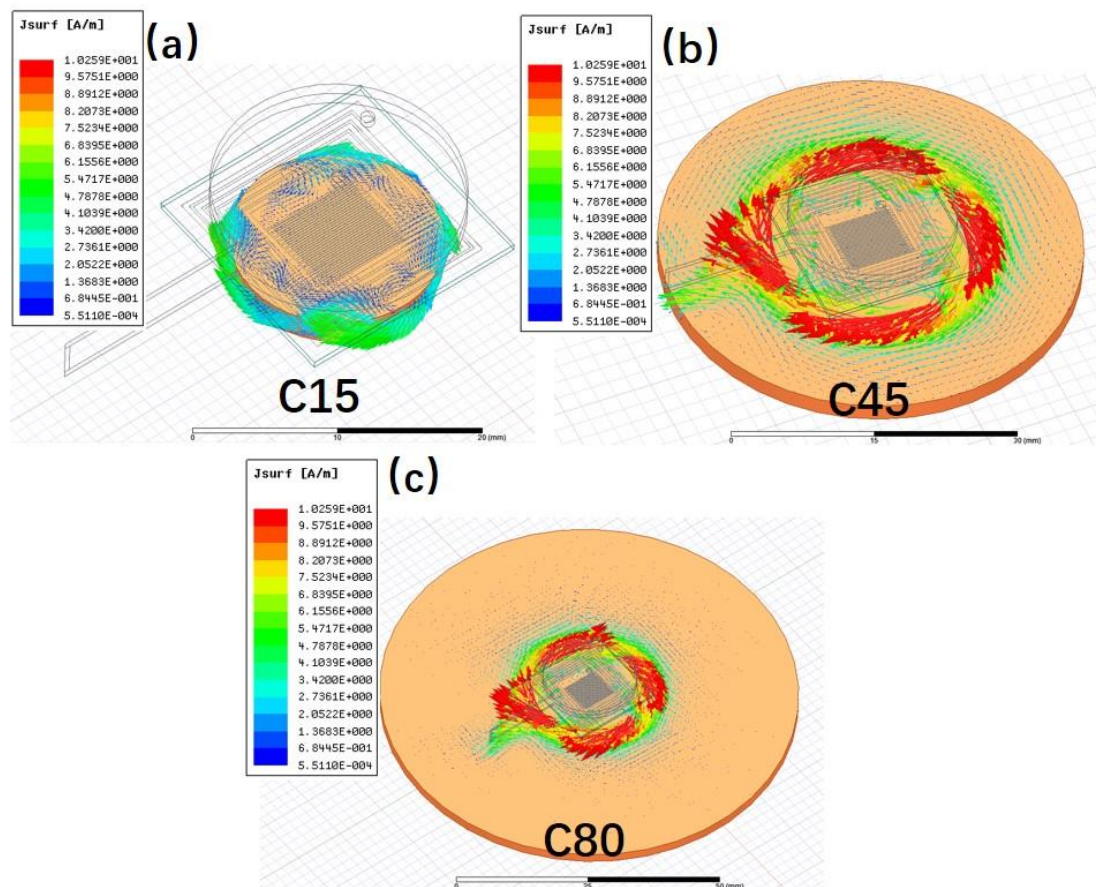 (a)
Jsurf [A/m]
1.0259E+001
9.5751E+000
8.8912E+000
8.2073E+000
7.5234E+000
6.8395E+000
6.1556E+000
5.4717E+000
4.7878E+000
4.1039E+000
3.4200E+000
2.7361E+000
2.0522E+000
1.3683E+000
6.8445E-001
5.5110E-004
C15
0 10 20 (mm)
(b)
Jsurf [A/m]
1.0259E+001
9.5751E+000
8.8912E+000
8.2073E+000
7.5234E+000
6.8395E+000
6.1556E+000
5.4717E+000
4.7878E+000
4.1039E+000
3.4200E+000
2.7361E+000
2.0522E+000
1.3683E+000
6.8445E-001
5.5110E-004
C45
0 15 30 (mm)
(c)
Jsurf [A/m]
1.0259E+001
9.5751E+000
8.8912E+000
8.2073E+000
7.5234E+000
6.8395E+000
6.1556E+000
5.4717E+000
4.7878E+000
4.1039E+000
3.4200E+000
2.7361E+000
2.0522E+000
1.3683E+000
6.8445E-001
5.5110E-004
C80
0 25 50 (mm)